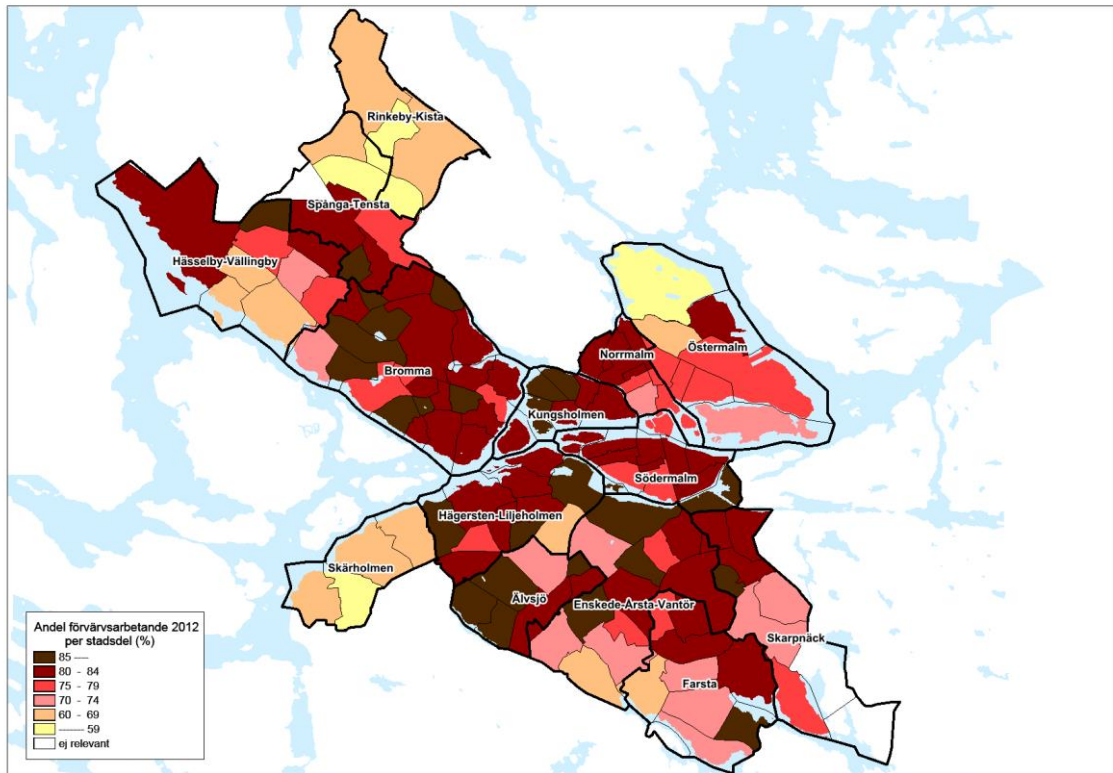 Rinkeby-Kista
Spånga-Tensta
Hässelby-Vällingby
Östermalm
Norrmalm
Bromma
Kungsholmen
Södermalm
Hägersten-Liljeholmen
Skärholmen
Älvsjö
Enskede-Årsta-Vantör
Skarpnäck
Farsta
Andel förvärvsarbetande 2012
per stadsdel (%)
85 ----
80 - 84
75 - 79
70 - 74
60 - 69
------- 59
ej relevant